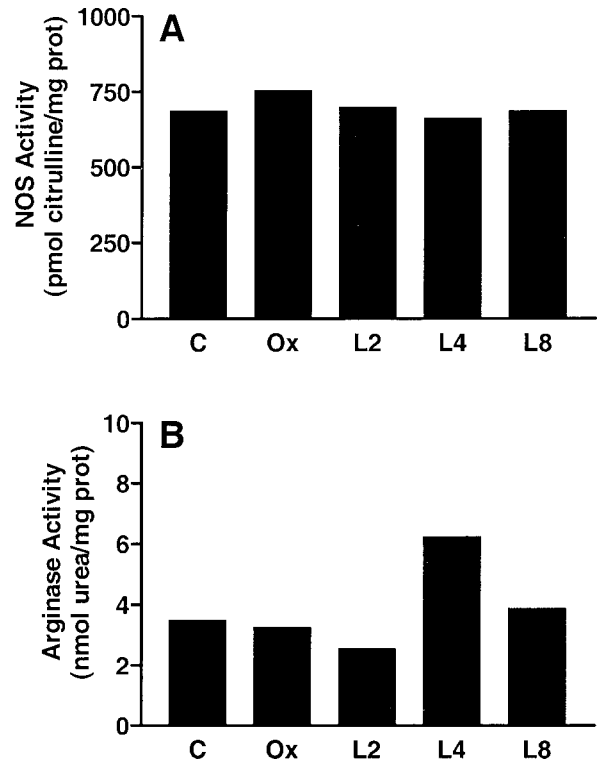 A
NOS Activity
(pmol citrulline/mg prot)
1000
750
500
250
0
C Ox L2 L4 L8
B
Arginase Activity
(nmol urea/mg prot)
10
8
6
4
2
0
C Ox L2 L4 L8